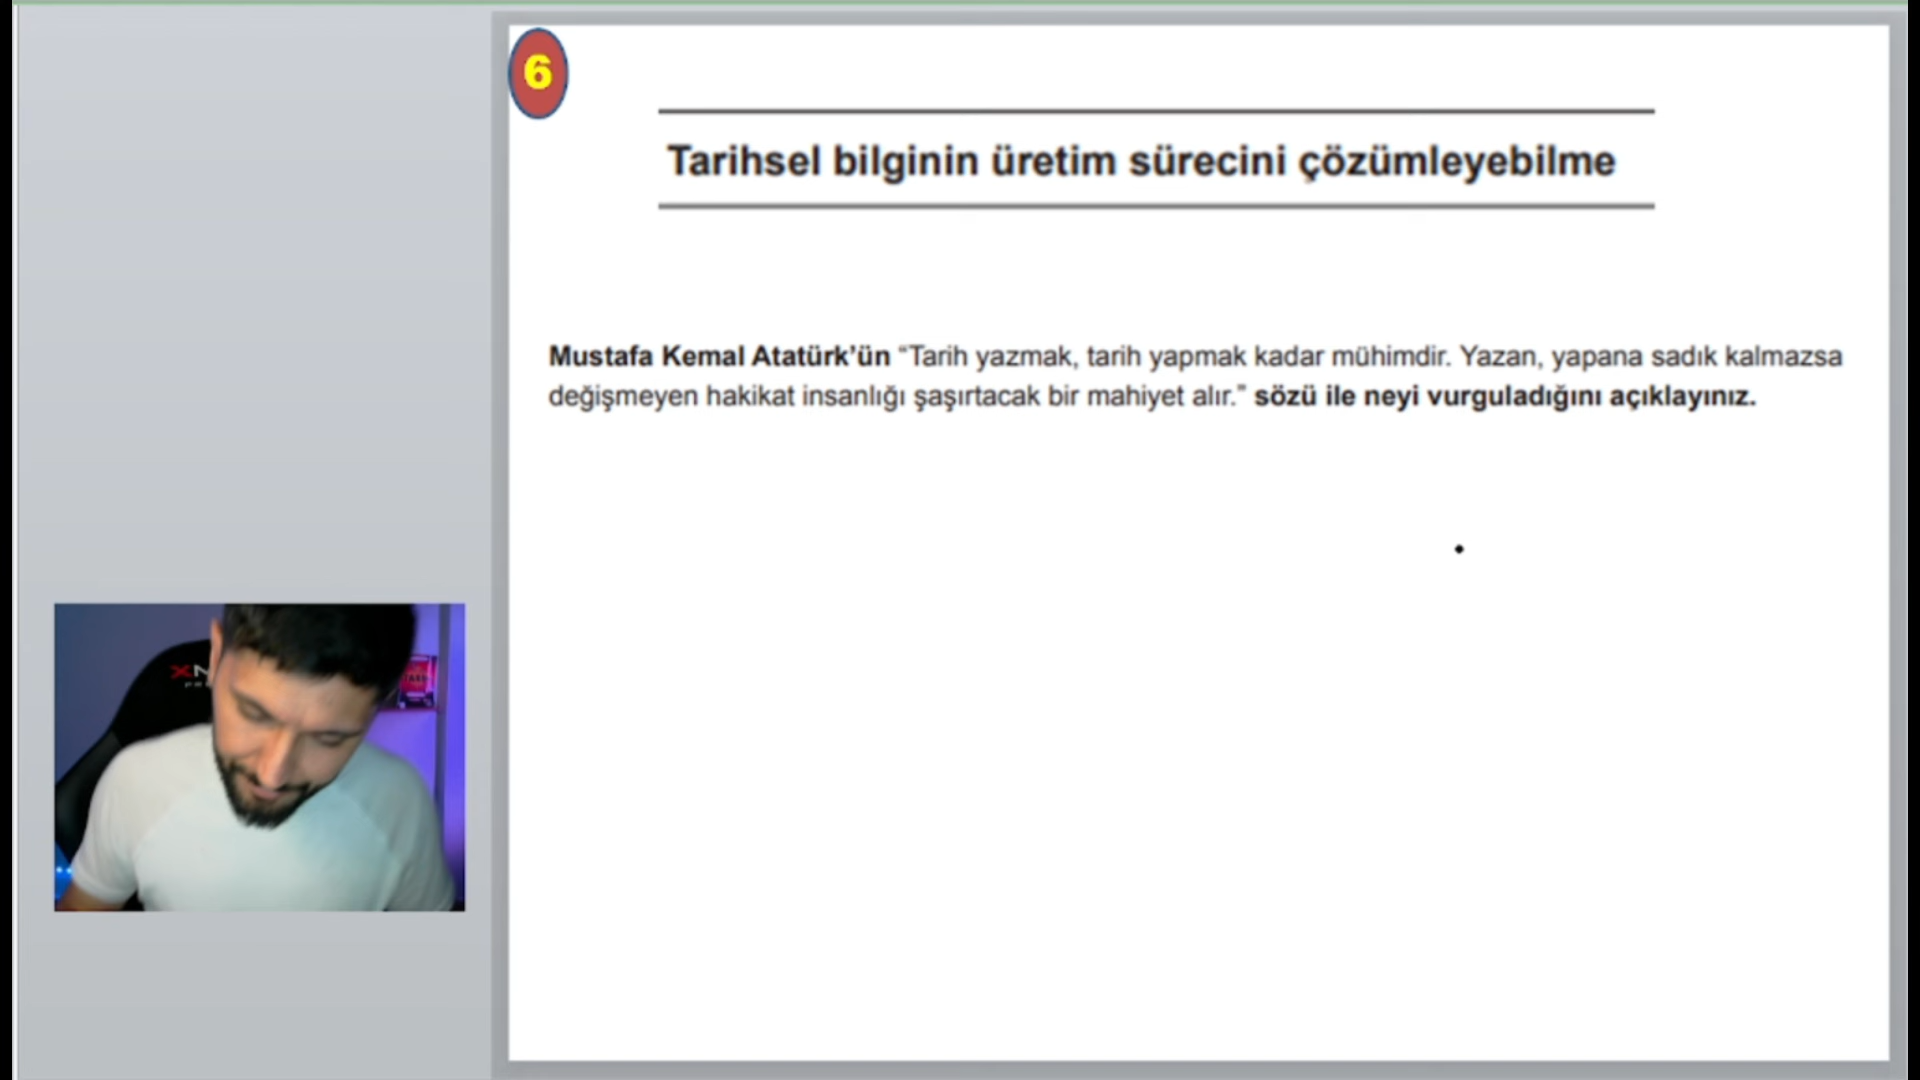 6
Tarihsel bilginin üretim sürecini çözümleyebilme
Mustafa Kemal Atatürk’ün “Tarih yazmak, tarih yapmak kadar mühimdir. Yazan, yapana sadık kalmazsa
değişmeyen hakikat insanlığı şaşırtacak bir mahiyet alır.” sözü ile neyi vurguladığını açıklayınız.